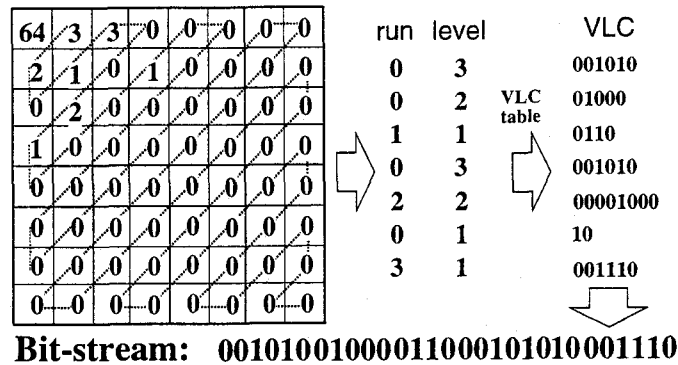 64 3 3 0 0 0 0 0
2 1 0 1 0 0 0 0
0 2 0 0 0 0 0 0
1 0 0 0 0 0 0 0
0 0 0 0 0 0 0 0
0 0 0 0 0 0 0 0
0 0 0 0 0 0 0 0
0 0 0 0 0 0 0 0
run level
0 3
0 2
1 1
0 3
2 2
0 1
3 1
VLC
table
VLC
001010
01000
0110
001010
00001000
10
001110
Bit-stream: 00101001000011000101010001110